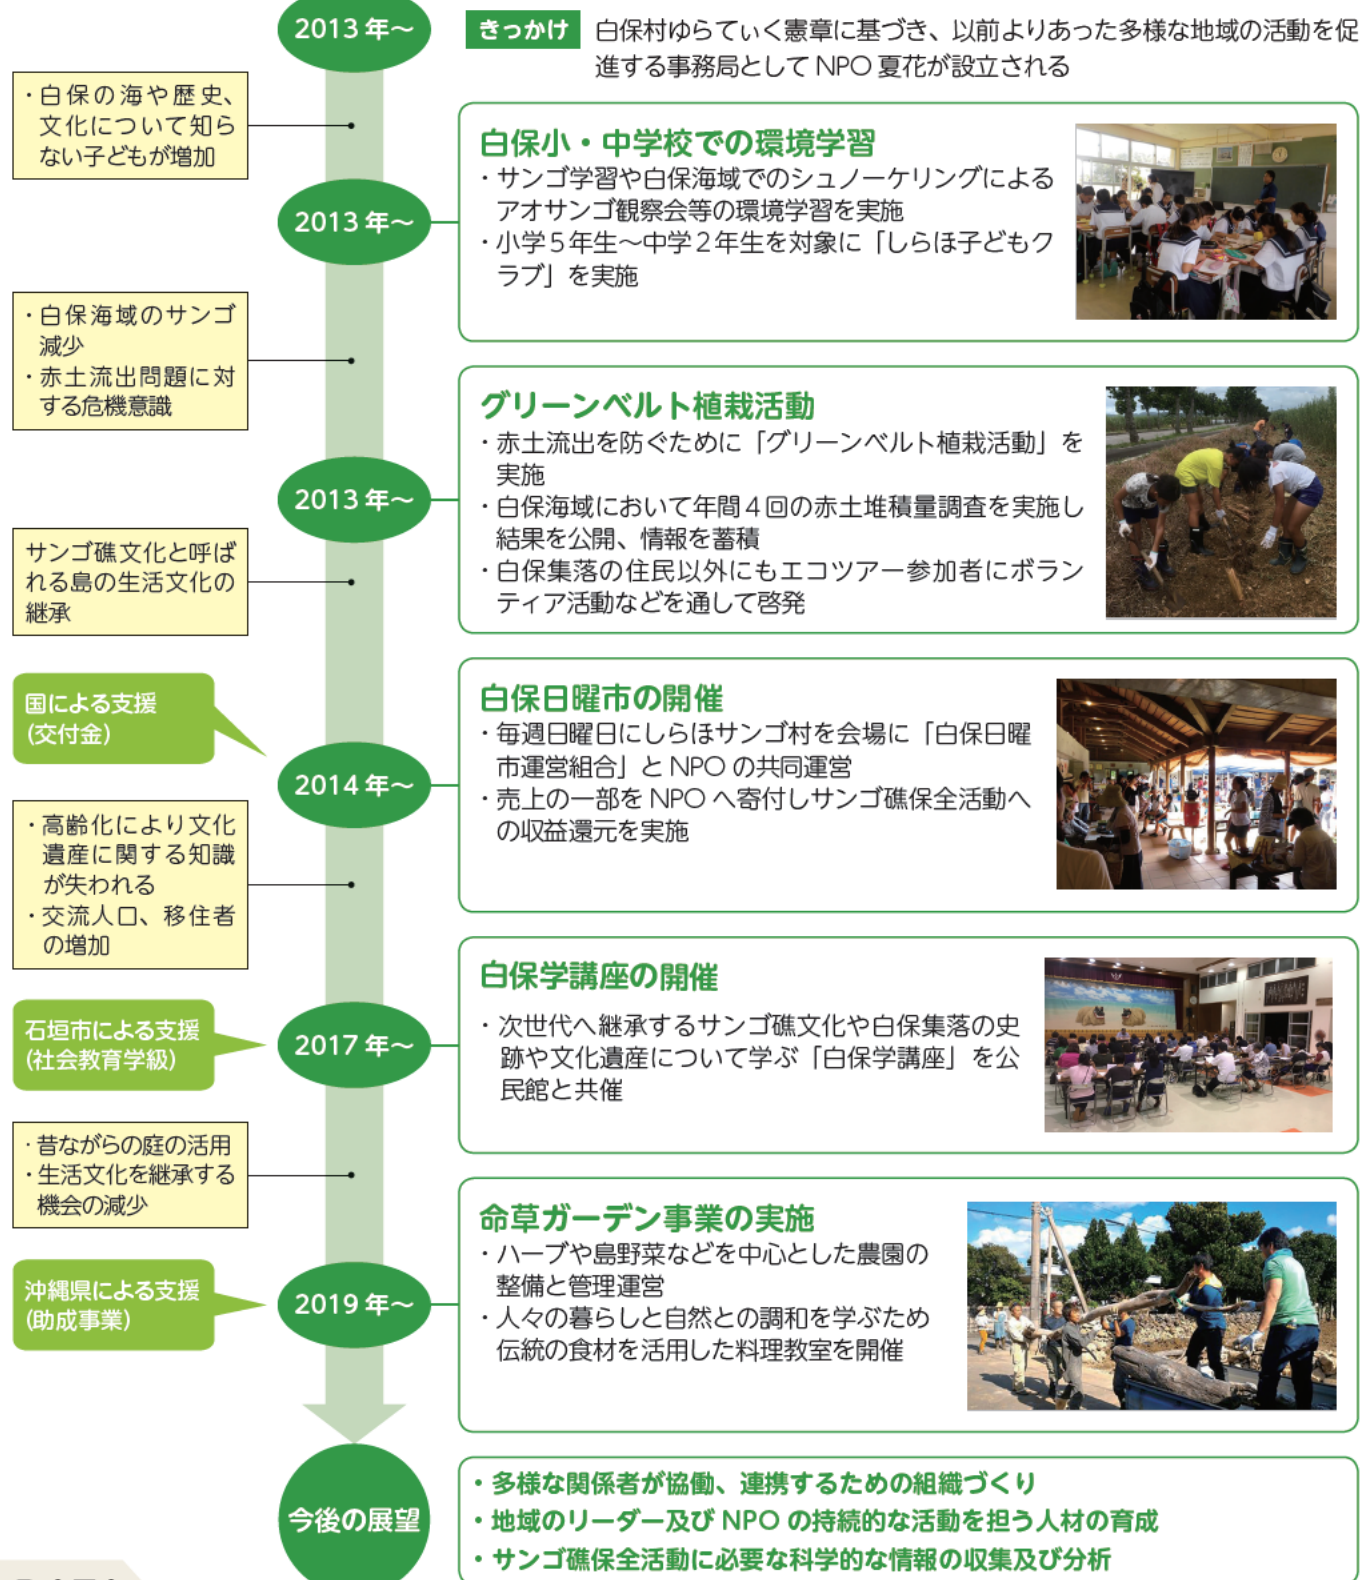 2013年～
きっかけ 白保村ゆらてぃく憲章に基づき、以前よりあった多様な地域の活動を促
進する事務局としてNPO夏花が設立される
・白保の海や歴史、
文化について知ら
ない子どもが増加
2013年～
白保小・中学校での環境学習
・サンゴ学習や白保海域でのシュノーケリングによる
アオサンゴ観察会等の環境学習を実施
・小学５年生～中学２年生を対象に「しらほ子どもク
ラブ」を実施
・白保海域のサンゴ
減少
・赤土流出問題に対
する危機意識
2013年～
グリーンベルト植栽活動
・赤土流出を防ぐために「グリーンベルト植栽活動」を
実施
・白保海域において年間４回の赤土堆積量調査を実施し
結果を公開、情報を蓄積
・白保集落の住民以外にもエコツアー参加者にボラン
ティア活動などを通して啓発
サンゴ礁文化と呼ば
れる島の生活文化の
継承
国による支援
(交付金)
2014年～
白保日曜市の開催
・毎週日曜日にしらほサンゴ村を会場に「白保日曜
市運営組合」とNPOの共同運営
・売上の一部をNPOへ寄付しサンゴ礁保全活動へ
の収益還元を実施
・高齢化により文化
遺産に関する知識
が失われる
・交流人口、移住者
の増加
石垣市による支援
(社会教育学級)
2017年～
白保学講座の開催
・次世代へ継承するサンゴ礁文化や白保集落の史
跡や文化遺産について学ぶ「白保学講座」を公
民館と共催
・昔ながらの庭の活用
・生活文化を継承する
機会の減少
沖縄県による支援
(助成事業)
2019年～
命草ガーデン事業の実施
・ハーブや島野菜などを中心とした農園の
整備と管理運営
・人々の暮らしと自然との調和を学ぶため
伝統の食材を活用した料理教室を開催
今後の展望
・多様な関係者が協働、連携するための組織づくり
・地域のリーダー及びNPOの持続的な活動を担う人材の育成
・サンゴ礁保全活動に必要な科学的な情報の収集及び分析